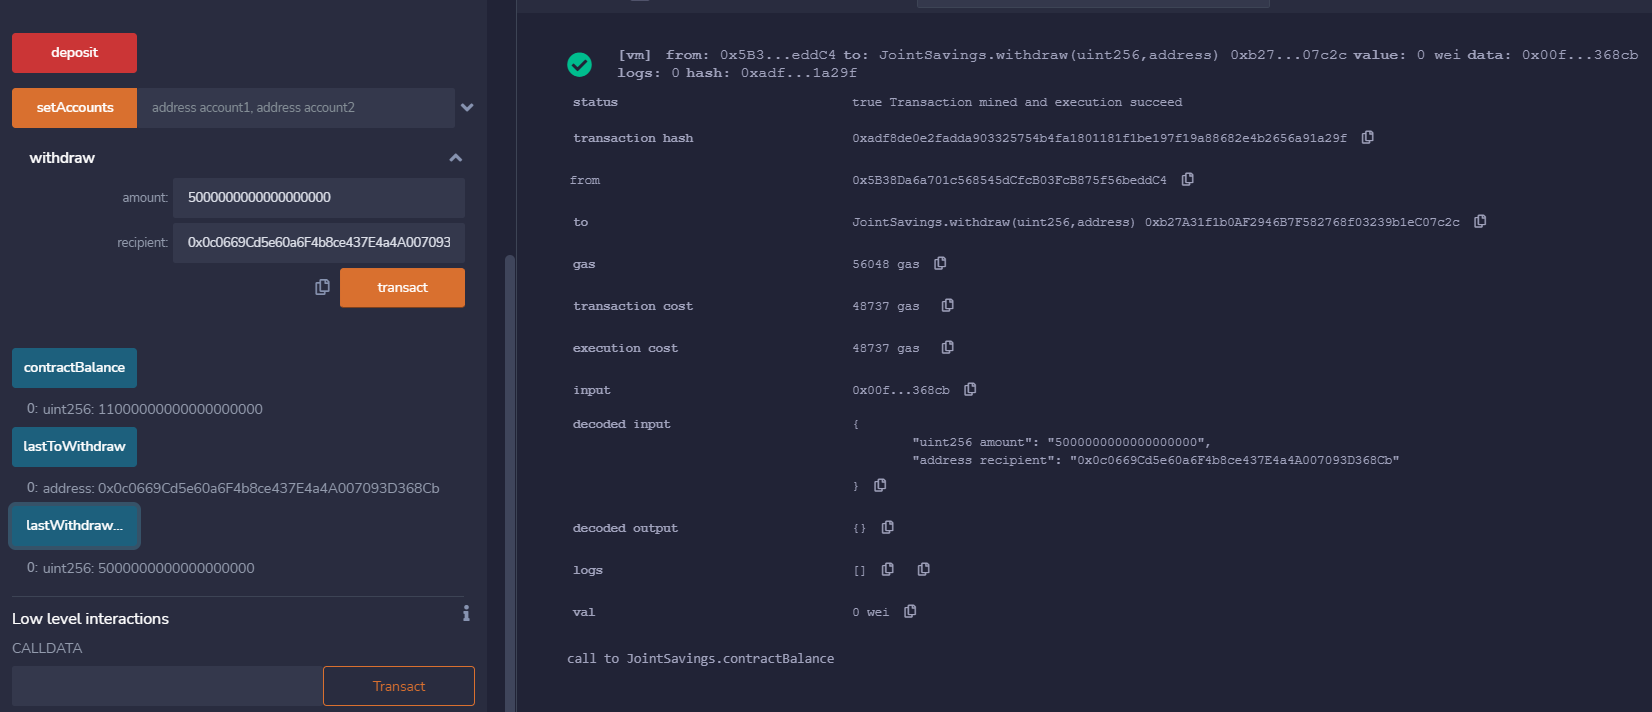 deposit
setAccounts address account1, address account2
withdraw
amount: 5000000000000000000
recipient: 0x0c0669Cd5e60a6F4b8ce437E4a4A007093
transact
contractBalance
0: uint256: 11000000000000000000
lastToWithdraw
0: address: 0x0c0669Cd5e60a6F4b8ce437E4a4A007093D368Cb
lastWithdraw...
0: uint256: 5000000000000000000
Low level interactions
CALLDATA
Transact
[vm] from: 0x5B3...eddC4 to: JointSavings.withdraw(uint256,address) 0xb27...07c2c value: 0 wei data: 0x00f...368cb
logs: 0 hash: 0xadf...1a29f
status true Transaction mined and execution succeed
transaction hash 0xadf8de0e2fadda903325754b4fa1801181f1be197f19a88682e4b2656a91a29f
from 0x5B38Da6a701c568545dCfcB03FcB875f56beddC4
to JointSavings.withdraw(uint256,address) 0xb27A31f1b0AF2946B7F582768f03239b1eC07c2c
gas 56048 gas
transaction cost 48737 gas
execution cost 48737 gas
input 0x00f...368cb
decoded input {
"uint256 amount": "5000000000000000000",
"address recipient": "0x0c0669Cd5e60a6F4b8ce437E4a4A007093D368Cb"
}
decoded output {}
logs []
val 0 wei
call to JointSavings.contractBalance